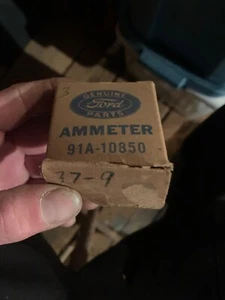 GENUINE
Ford
PARTS
AMMETER
91A-10850
37-9